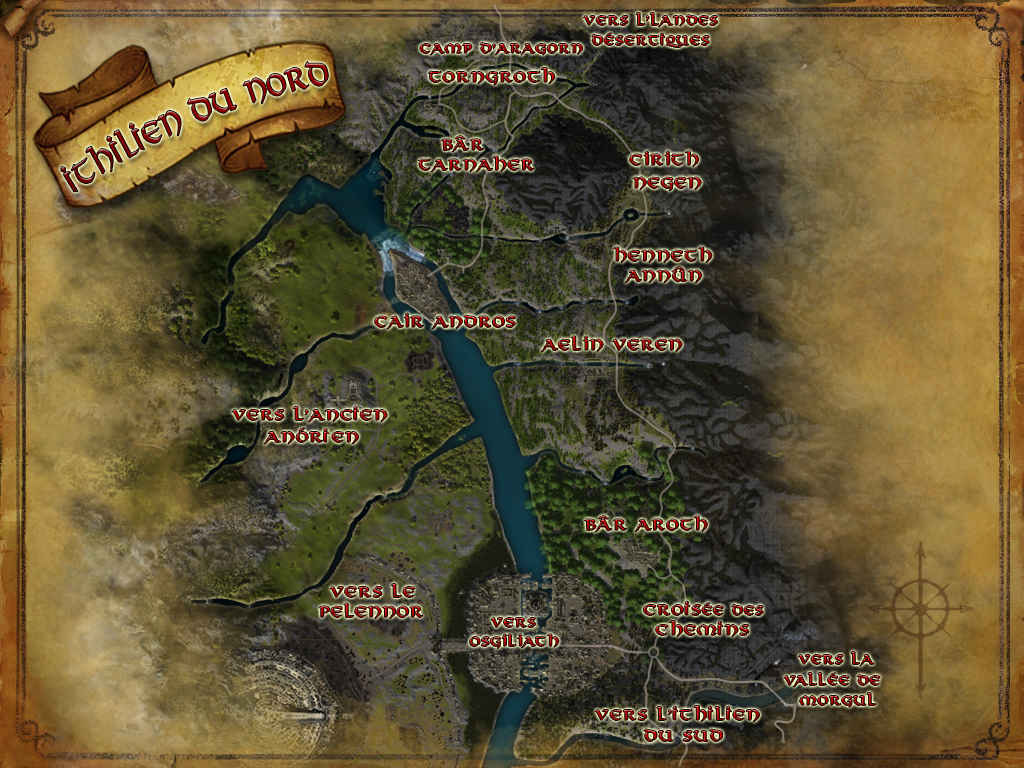 VERS L'LANDES
DÉSERTIQUES
CAMP D'ARAGORN
TORNGROTH
ITHILIEN DU NORD
BÂR
TARNAHER
CIRITH
NEGEN
HENNETH
ANNÛN
CAIR ANDROS
AELIN VEREN
VERS L'ANCIEN
ANÓRIEN
BÂR AROTH
VERS LE
PELENNOR
VERS
OSGILIATH
CROISÉE DES
CHEMINS
VERS LA
VALLÉE DE
MORGUL
VERS L'ITHILIEN
DU SUD